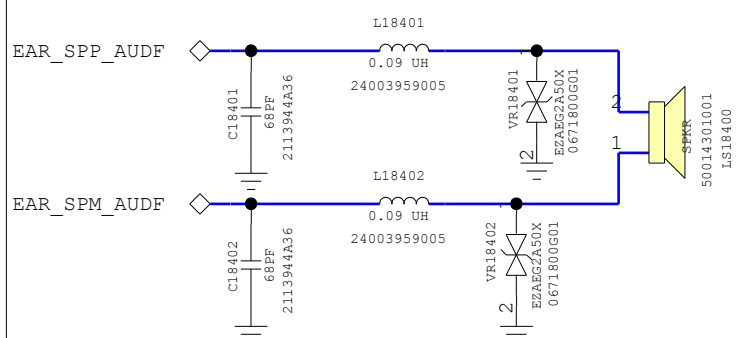 L18401
EAR_SPP_AUDF
0.09 UH
24003959005
C18401
68PF
2113944A36
1
VR18401
EZAEG2A50X
0671800G01
2
2
1
SPKR
50014301001
LS18400
L18402
EAR_SPM_AUDF
0.09 UH
24003959005
C18402
68PF
2113944A36
1
VR18402
EZAEG2A50X
0671800G01
2